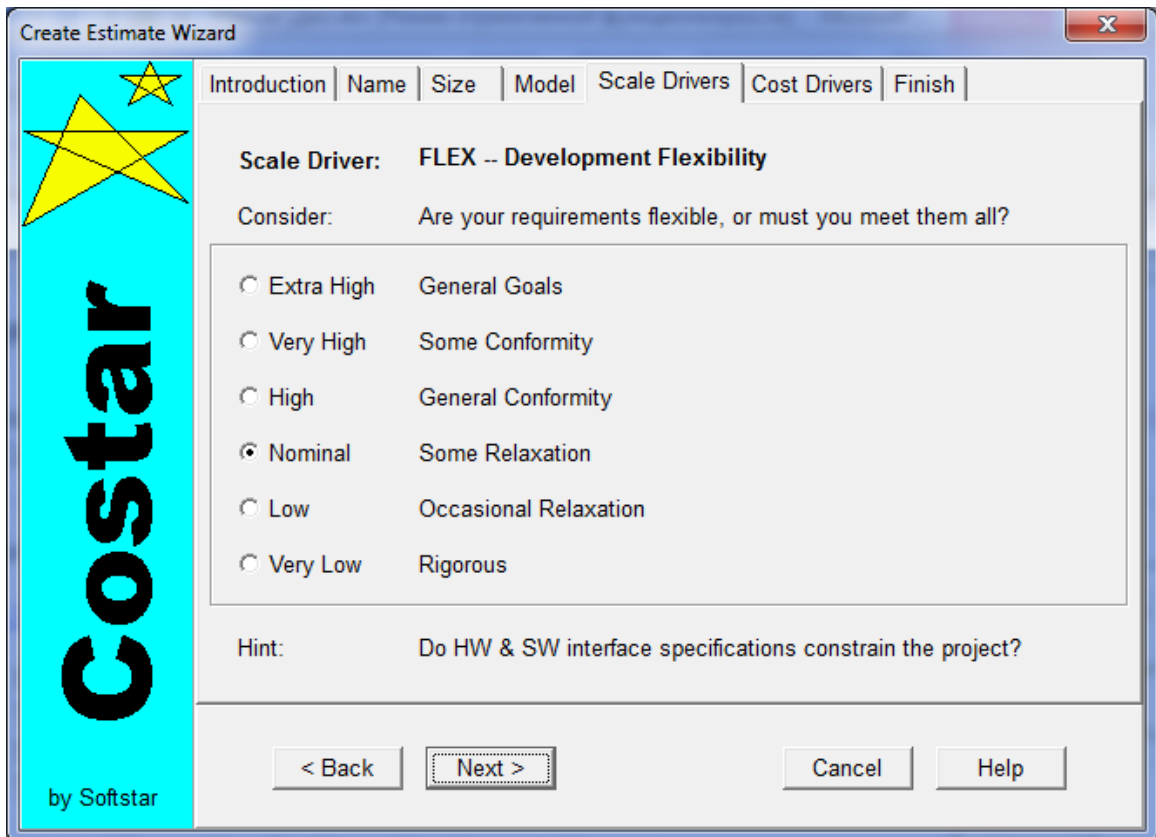 Create Estimate Wizard
Introduction Name Size Model Scale Drivers Cost Drivers Finish
Scale Driver: FLEX -- Development Flexibility
Consider: Are your requirements flexible, or must you meet them all?
Extra High General Goals
Very High Some Conformity
High General Conformity
Nominal Some Relaxation
Low Occasional Relaxation
Very Low Rigorous
Hint: Do HW & SW interface specifications constrain the project?
< Back Next > Cancel Help
Costar
by Softstar